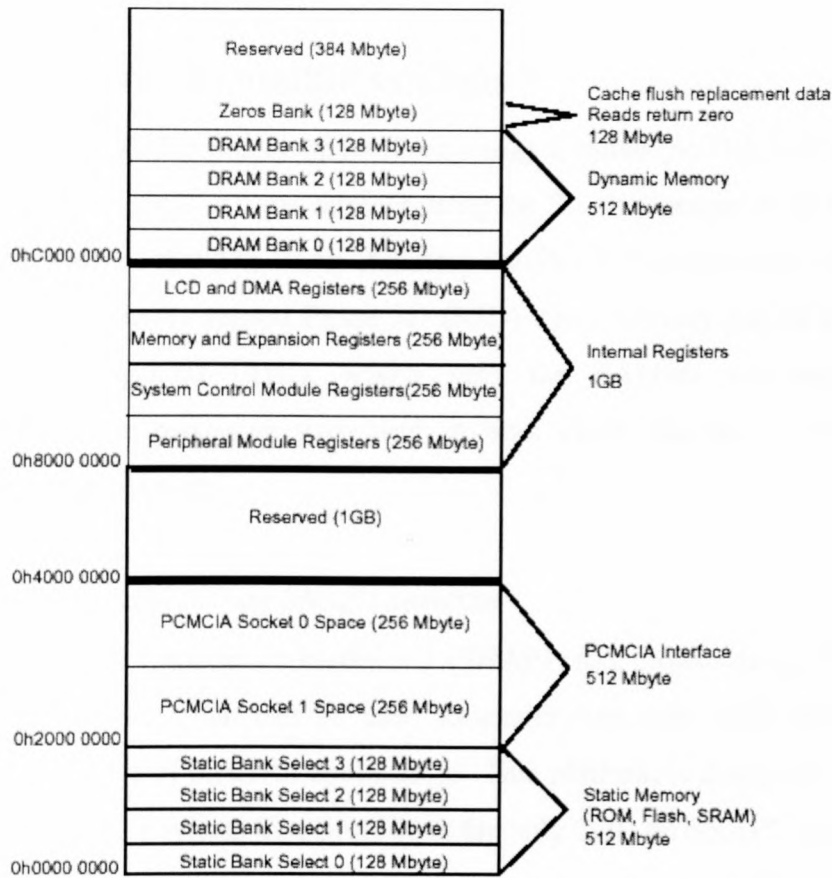 Reserved (384 Mbyte)
Zeros Bank (128 Mbyte)
Cache flush replacement data
Reads return zero
128 Mbyte
DRAM Bank 3 (128 Mbyte)
DRAM Bank 2 (128 Mbyte)
DRAM Bank 1 (128 Mbyte)
DRAM Bank 0 (128 Mbyte)
Dynamic Memory
512 Mbyte
0hC000 0000
LCD and DMA Registers (256 Mbyte)
Memory and Expansion Registers (256 Mbyte)
System Control Module Registers(256 Mbyte)
Peripheral Module Registers (256 Mbyte)
Internal Registers
1GB
0h8000 0000
Reserved (1GB)
0h4000 0000
PCMCIA Socket 0 Space (256 Mbyte)
PCMCIA Socket 1 Space (256 Mbyte)
PCMCIA Interface
512 Mbyte
0h2000 0000
Static Bank Select 3 (128 Mbyte)
Static Bank Select 2 (128 Mbyte)
Static Bank Select 1 (128 Mbyte)
Static Bank Select 0 (128 Mbyte)
Static Memory
(ROM, Flash, SRAM)
512 Mbyte
0h0000 0000